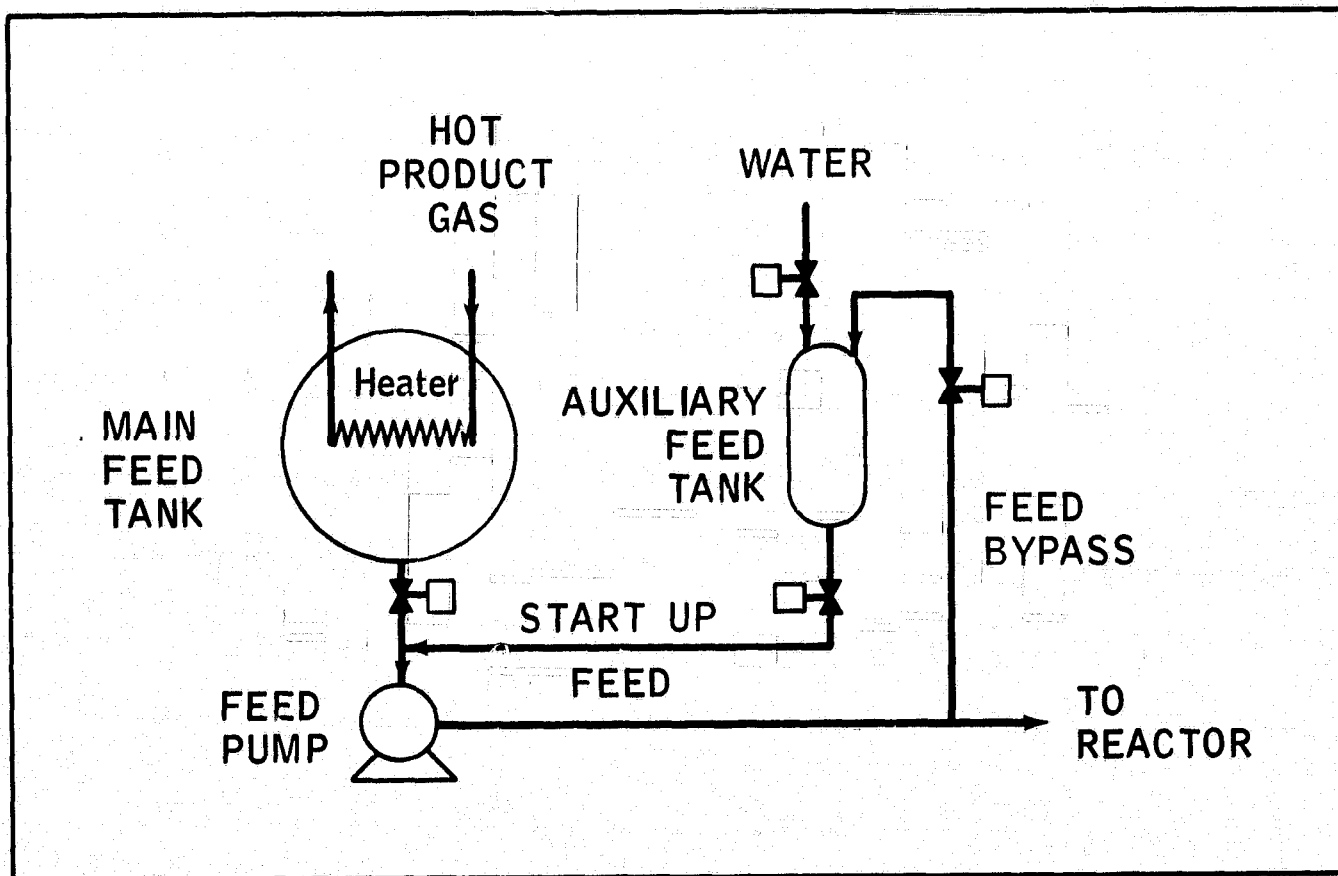 HOT
PRODUCT
GAS
WATER
Heater
MAIN
FEED
TANK
AUXILIARY
FEED
TANK
FEED
BYPASS
START UP
FEED
FEED
PUMP
TO
REACTOR